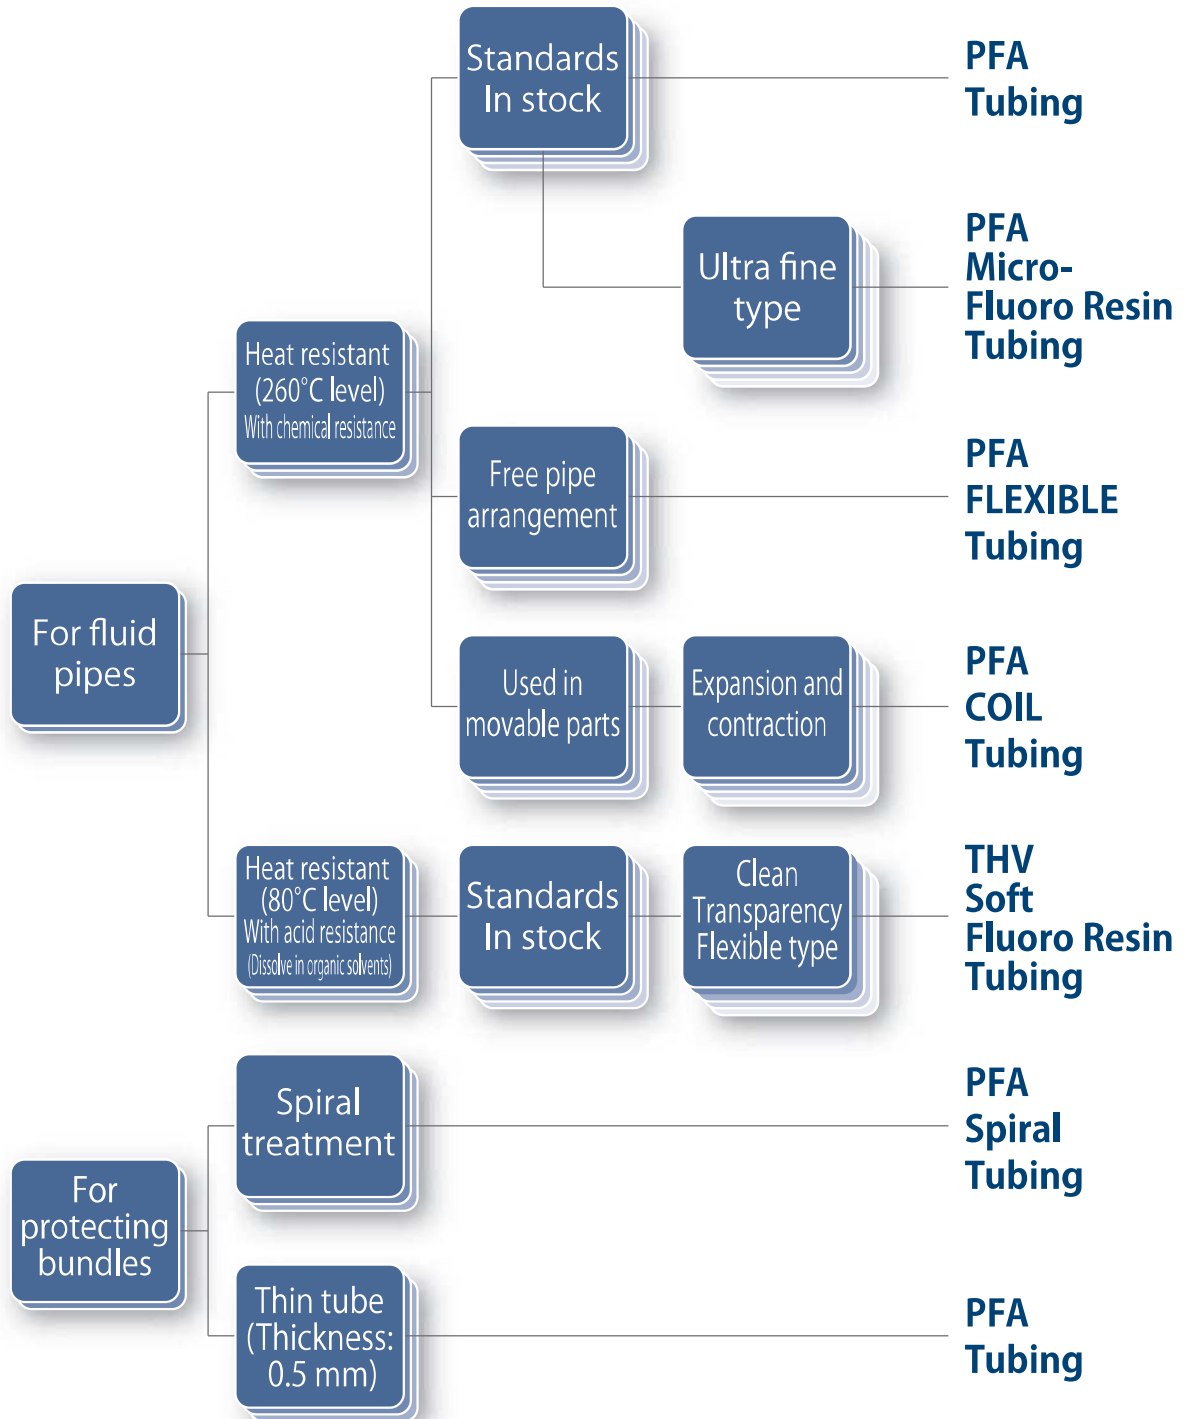 Standards
In stock
PFA
Tubing
Ultra fine
type
PFA
Micro-
Fluoro Resin
Tubing
Heat resistant
(260°C level)
With chemical resistance
Free pipe
arrangement
PFA
FLEXIBLE
Tubing
For fluid
pipes
Used in
movable parts
Expansion and
contraction
PFA
COIL
Tubing
Heat resistant
(80°C level)
With acid resistance
(Dissolve in organic solvents)
Standards
In stock
Clean
Transparency
Flexible type
THV
Soft
Fluoro Resin
Tubing
Spiral
treatment
PFA
Spiral
Tubing
For
protecting
bundles
Thin tube
(Thickness:
0.5 mm)
PFA
Tubing